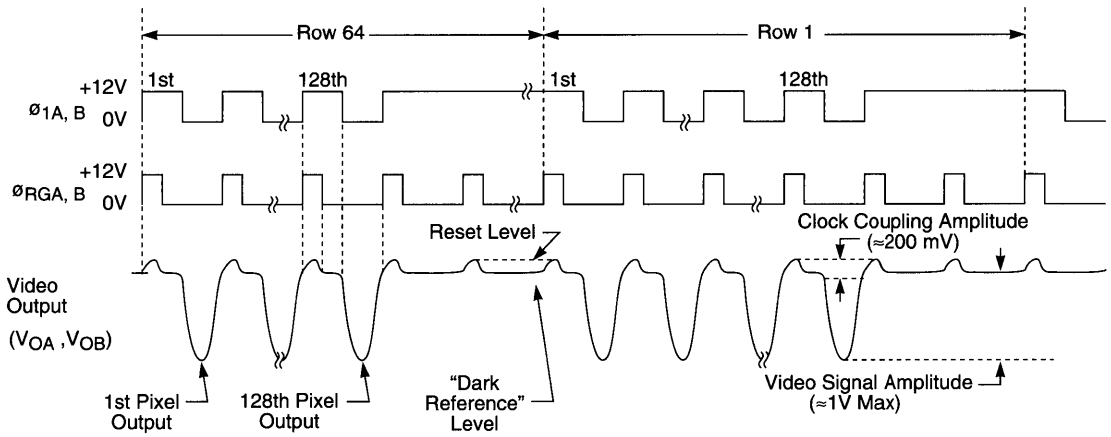 Row 64
Row 1
1st
128th
1st
128th
+12V
ø1A, B
0V
+12V
øRGA, B
0V
Reset Level
Clock Coupling Amplitude
(≈200 mV)
Video
Output
(VOA ,VOB)
1st Pixel
Output
128th Pixel
Output
“Dark
Reference”
Level
Video Signal Amplitude
(≈1V Max)